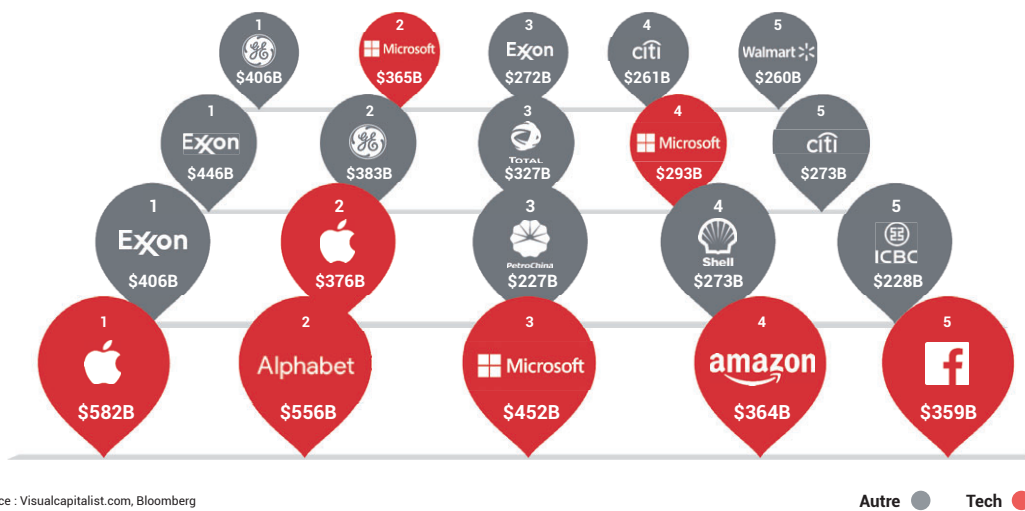 1 2 3 4 5
GE Microsoft Exxon citi Walmart
$406B $365B $272B $261B $260B
1 2 3 4 5
Exxon GE TOTAL Microsoft citi
$446B $383B $327B $293B $273B
1 2 3 4 5
Exxon PetroChina Shell ICBC
$406B $376B $227B $273B $228B
1 2 3 4 5
Alphabet Microsoft amazon f
$582B $556B $452B $364B $359B
ce : Visualcapitalist.com, Bloomberg
Autre Tech